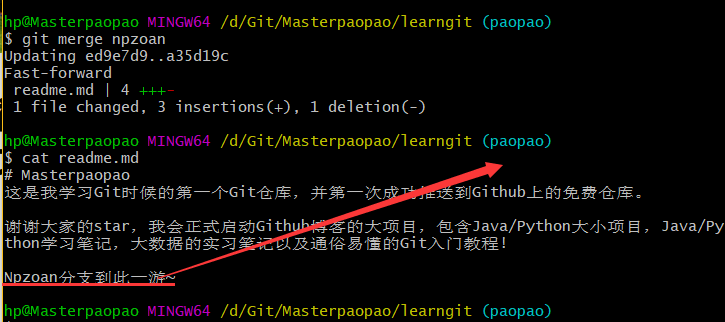 hp@Masterpaopao MINGW64 /d/Git/Masterpaopao/learngit (paopao)
$ git merge npzoan
Updating ed9e7d9..a35d19c
Fast-forward
 readme.md | 4 +++-
 1 file changed, 3 insertions(+), 1 deletion(-)
hp@Masterpaopao MINGW64 /d/Git/Masterpaopao/learngit (paopao)
$ cat readme.md
# Masterpaopao
这是我学习Git时候的第一个Git仓库，并第一次成功推送到Github上的免费仓库。
谢谢大家的star，我会正式启动Github博客的大项目，包含Java/Python大小项目，Java/Py
thon学习笔记，大数据的实习笔记以及通俗易懂的Git入门教程！
Npzoan分支到此一游~
hp@Masterpaopao MINGW64 /d/Git/Masterpaopao/learngit (paopao)